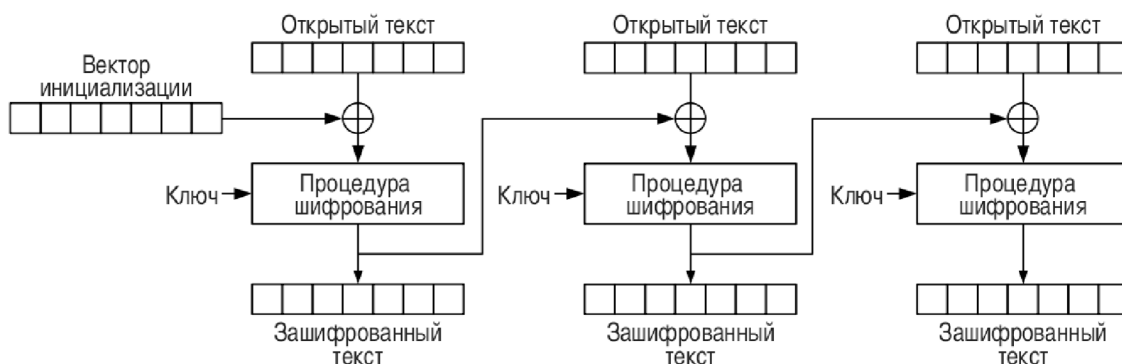 Открытый текст
Открытый текст
Открытый текст
Вектор
инициализации
Ключ
Процедура
шифрования
Ключ
Процедура
шифрования
Ключ
Процедура
шифрования
Зашифрованный
текст
Зашифрованный
текст
Зашифрованный
текст